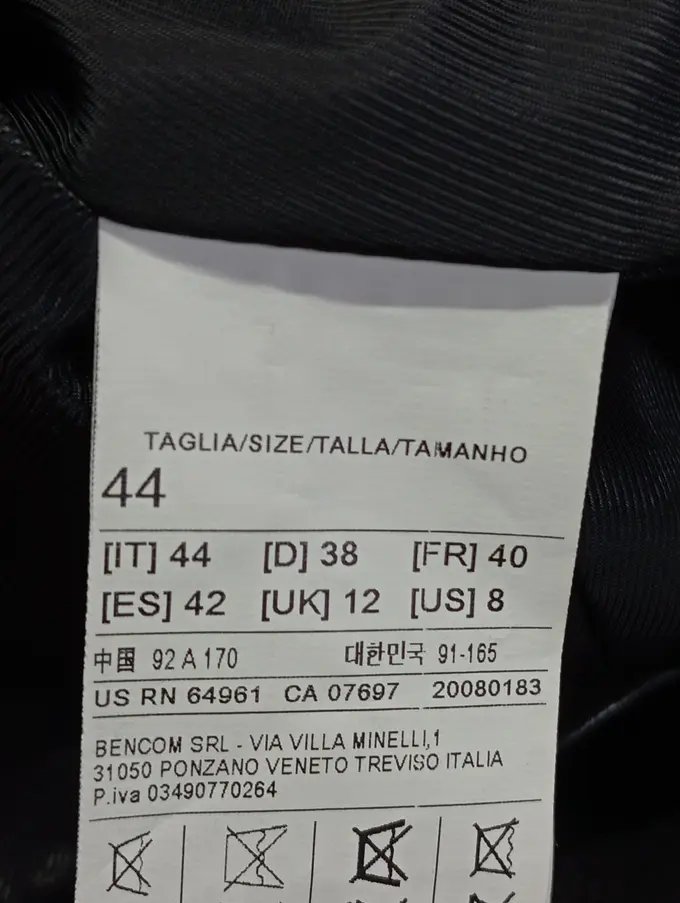 TAGLIA/SIZE/TALLA/TAMANHO
44
[IT] 44 [D] 38 [FR] 40
[ES] 42 [UK] 12 [US] 8
中国 92 A 170 대한민국 91-165
US RN 64961 CA 07697 20080183
BENCOM SRL - VIA VILLA MINELLI,1
31050 PONZANO VENETO TREVISO ITALIA
P.iva 03490770264